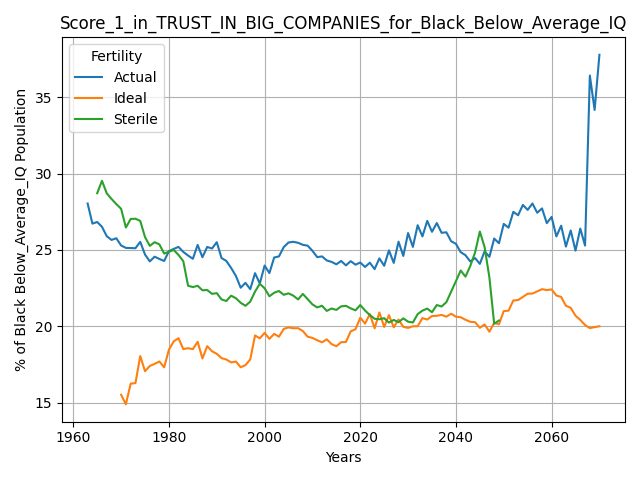 Score_1_in_TRUST_IN_BIG_COMPANIES_for_Black_Below_Average_IQ
Fertility
Actual
Ideal
Sterile
% of Black Below_Average_IQ Population
35
30
25
20
15
1960
1980
2000
2020
2040
2060
Years